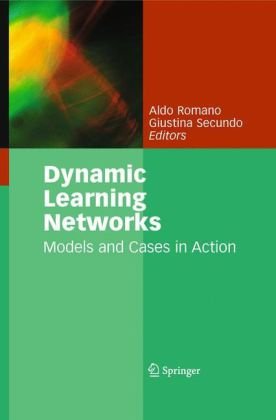 Aldo Romano
Giustina Secundo
Editors
Dynamic
Learning
Networks
Models and Cases in Action
Springer